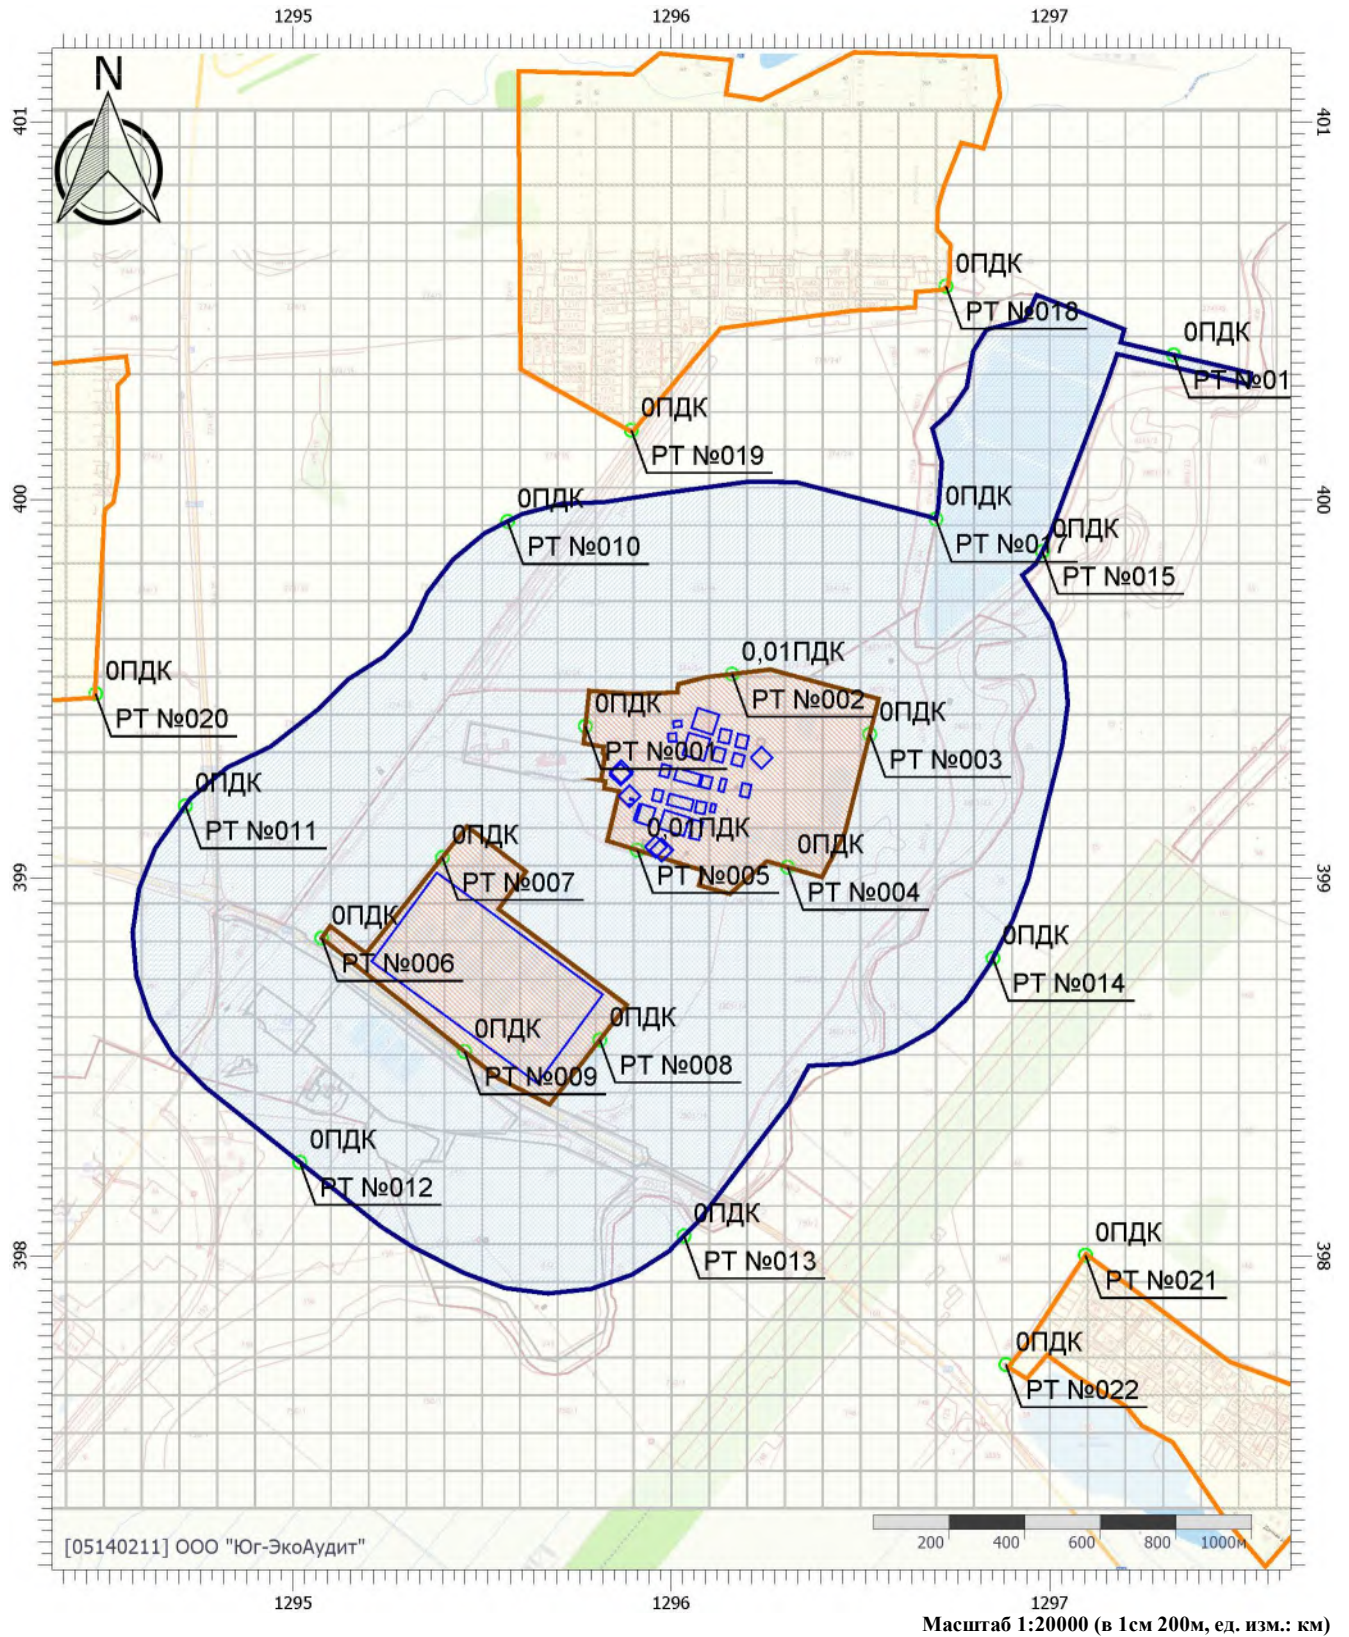 1295
1296
1297
N
401
401
0ПДК
РТ №018
0ПДК
РТ №01
0ПДК
РТ №019
400
400
0ПДК
РТ №010
0ПДК
РТ №017
0ПДК
РТ №015
0ПДК
РТ №020
0,01ПДК
РТ №002
0ПДК
РТ №001
0ПДК
РТ №003
0ПДК
РТ №011
0,01ПДК
РТ №005
0ПДК
РТ №004
0ПДК
РТ №007
399
399
0ПДК
РТ №006
0ПДК
РТ №014
0ПДК
РТ №008
0ПДК
РТ №009
0ПДК
РТ №012
0ПДК
РТ №013
398
398
0ПДК
РТ №021
0ПДК
РТ №022
[05140211] ООО "Юг-ЭкоАудит"
200
400
600
800
1000м
1295
1296
1297
Масштаб 1:20000 (в 1см 200м, ед. изм.: км)